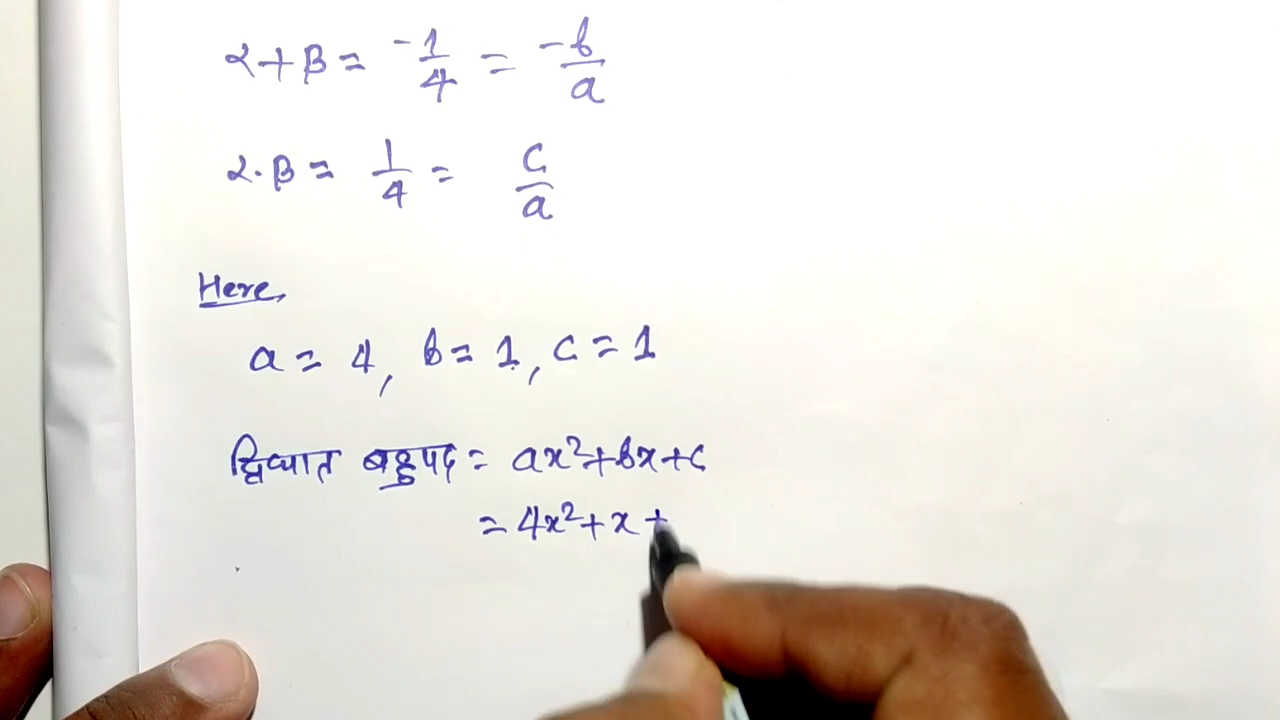 α+β = -1/4 = -b/a
α·β = 1/4 = c/a
Here,
a = 4, b = 1, c = 1
द्विघात बहुपद = ax²+bx+c
= 4x²+x+